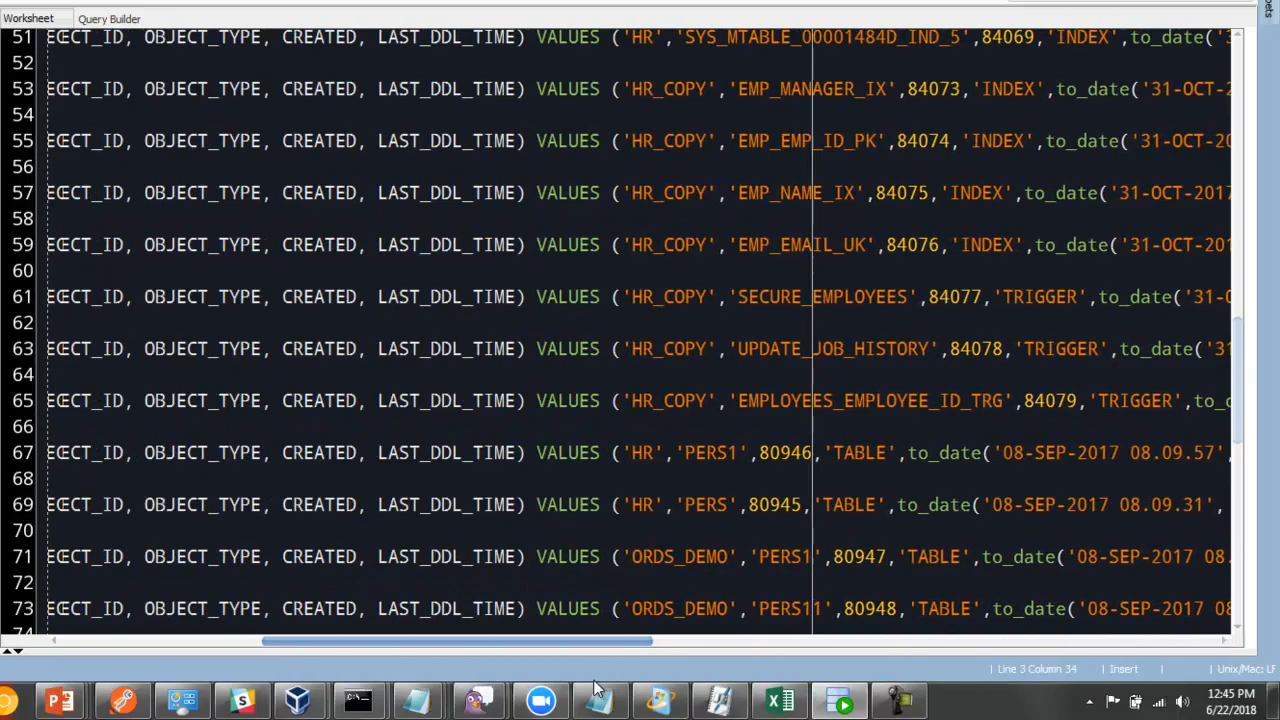 Worksheet Query Builder
51 ECT_ID, OBJECT_TYPE, CREATED, LAST_DDL_TIME) VALUES ('HR','SYS_MTABLE_00001484D_IND_5',84069,'INDEX',to_date('
52
53 ECT_ID, OBJECT_TYPE, CREATED, LAST_DDL_TIME) VALUES ('HR_COPY','EMP_MANAGER_IX',84073,'INDEX',to_date('31-OCT-2
54
55 ECT_ID, OBJECT_TYPE, CREATED, LAST_DDL_TIME) VALUES ('HR_COPY','EMP_EMP_ID_PK',84074,'INDEX',to_date('31-OCT-20
56
57 ECT_ID, OBJECT_TYPE, CREATED, LAST_DDL_TIME) VALUES ('HR_COPY','EMP_NAME_IX',84075,'INDEX',to_date('31-OCT-2017
58
59 ECT_ID, OBJECT_TYPE, CREATED, LAST_DDL_TIME) VALUES ('HR_COPY','EMP_EMAIL_UK',84076,'INDEX',to_date('31-OCT-201
60
61 ECT_ID, OBJECT_TYPE, CREATED, LAST_DDL_TIME) VALUES ('HR_COPY','SECURE_EMPLOYEES',84077,'TRIGGER',to_date('31-O
62
63 ECT_ID, OBJECT_TYPE, CREATED, LAST_DDL_TIME) VALUES ('HR_COPY','UPDATE_JOB_HISTORY',84078,'TRIGGER',to_date('31
64
65 ECT_ID, OBJECT_TYPE, CREATED, LAST_DDL_TIME) VALUES ('HR_COPY','EMPLOYEES_EMPLOYEE_ID_TRG',84079,'TRIGGER',to_d
66
67 ECT_ID, OBJECT_TYPE, CREATED, LAST_DDL_TIME) VALUES ('HR','PERS1',80946,'TABLE',to_date('08-SEP-2017 08.09.57',
68
69 ECT_ID, OBJECT_TYPE, CREATED, LAST_DDL_TIME) VALUES ('HR','PERS',80945,'TABLE',to_date('08-SEP-2017 08.09.31',
70
71 ECT_ID, OBJECT_TYPE, CREATED, LAST_DDL_TIME) VALUES ('ORDS_DEMO','PERS1',80947,'TABLE',to_date('08-SEP-2017 08.
72
73 ECT_ID, OBJECT_TYPE, CREATED, LAST_DDL_TIME) VALUES ('ORDS_DEMO','PERS11',80948,'TABLE',to_date('08-SEP-2017 08
74
Line 3 Column 34 Insert Unix/Mac: LF
12:45 PM
6/22/2018